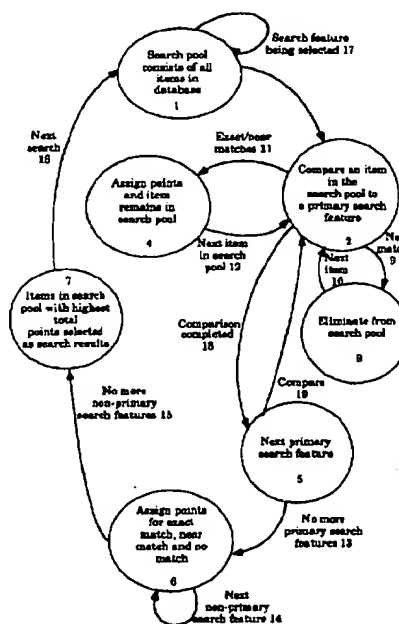 Search pool
consists of all
items in
database
1
Search feature
being selected 17
Next
search
16
Exact/near
matches 11
Compare an item
in the
search pool to
a primary search
feature
2
Assign points
and item
remains in
search pool
4
Next item in
search pool 12
No
match
9
Next
item
10
7
Items in search
pool with highest
total
points selected
as search results
Eliminate from
search pool
Comparison
completed
18
Compare
19
No more
non-primary
search features 15
Next primary
search feature
5
Assign points
for exact
match, near
match and no
match
6
No more
primary search
features 13
Next
non-primary
search feature 14